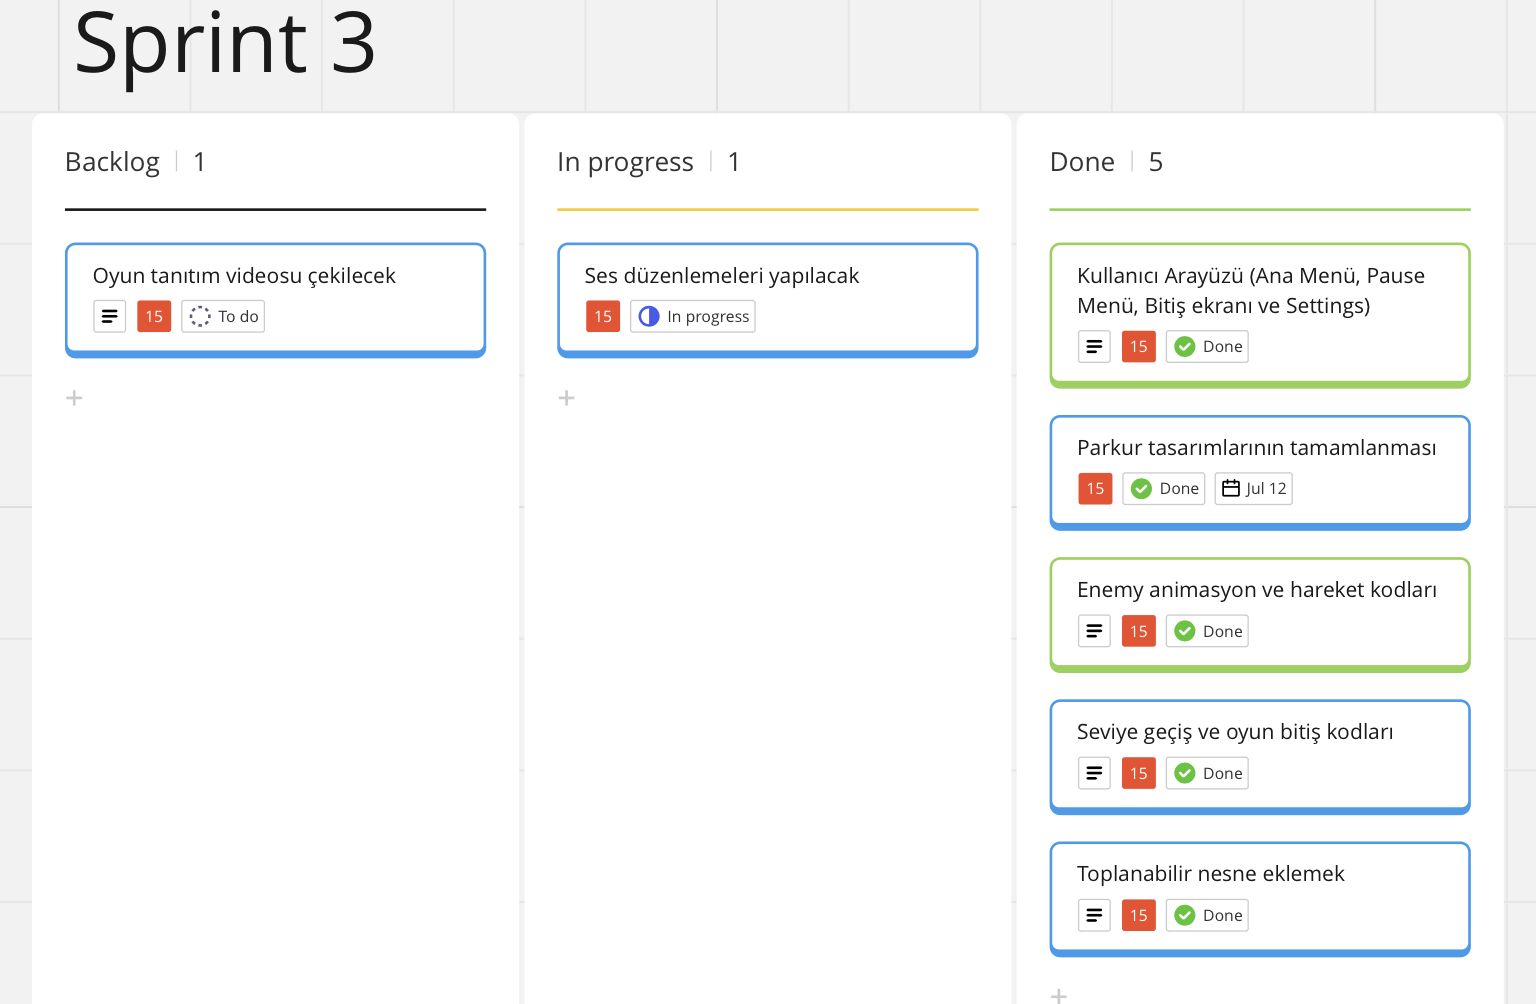 Sprint 3
Backlog | 1
Oyun tanıtım videosu çekilecek
15 To do
In progress | 1
Ses düzenlemeleri yapılacak
15 In progress
Done | 5
Kullanıcı Arayüzü (Ana Menü, Pause
Menü, Bitiş ekranı ve Settings)
15 Done
Parkur tasarımlarının tamamlanması
15 Done Jul 12
Enemy animasyon ve hareket kodları
15 Done
Seviye geçiş ve oyun bitiş kodları
15 Done
Toplanabilir nesne eklemek
15 Done